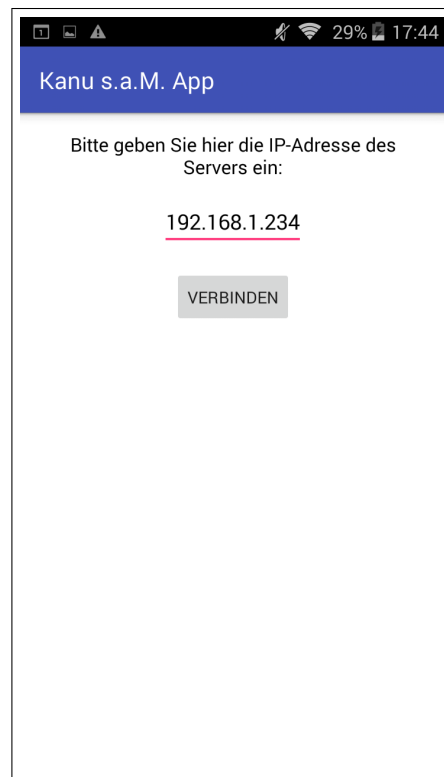 1 29% 17:44
Kanu s.a.M. App
Bitte geben Sie hier die IP-Adresse des
Servers ein:
192.168.1.234
VERBINDEN